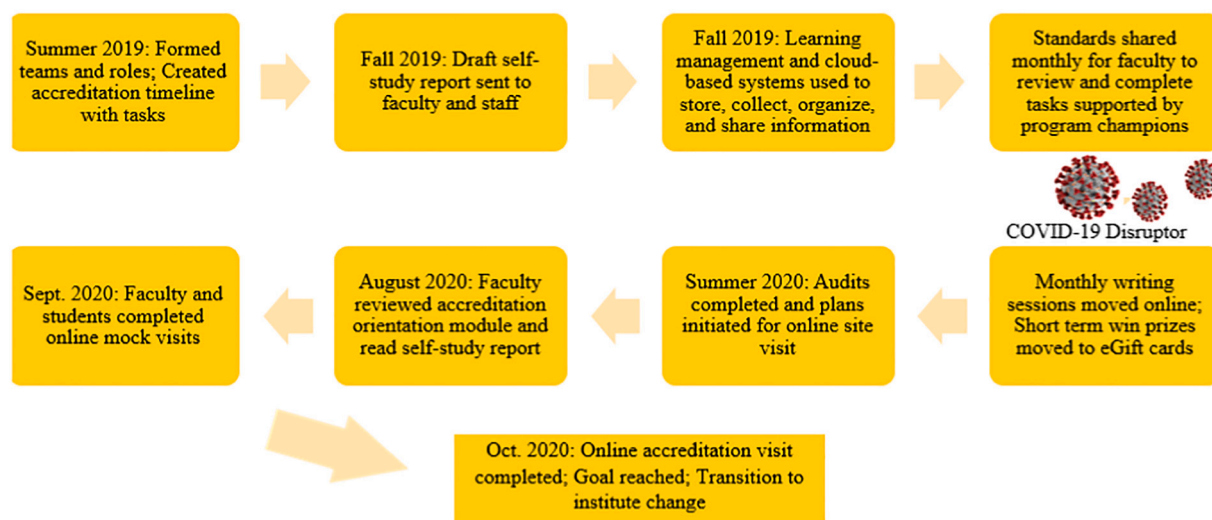 Summer 2019: Formed
teams and roles; Created
accreditation timeline
with tasks
Fall 2019: Draft self-
study report sent to
faculty and staff
Fall 2019: Learning
management and cloud-
based systems used to
store, collect, organize,
and share information
Standards shared
monthly for faculty to
review and complete
tasks supported by
program champions
COVID-19 Disruptor
Monthly writing
sessions moved online;
Short term win prizes
moved to eGift cards
Summer 2020: Audits
completed and plans
initiated for online site
visit
August 2020: Faculty
reviewed accreditation
orientation module and
read self-study report
Sept. 2020: Faculty and
students completed
online mock visits
Oct. 2020: Online accreditation visit
completed; Goal reached; Transition to
institute change